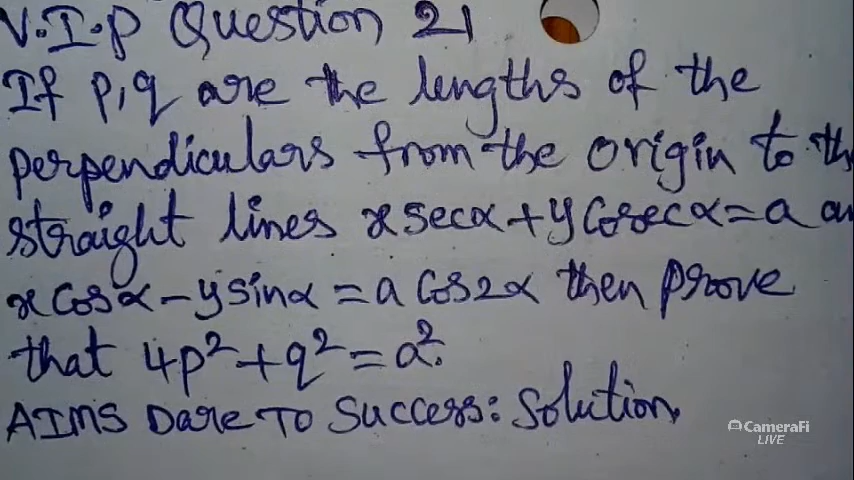 V.I.P Question 21
If p,q are the lengths of the
perpendiculars from the origin to th
straight lines x secα + y Cosecα = a an
x Cosα - y sinα = a Cos2α then prove
that 4p² + q² = a².
AIMS Dare To Success: Solution.
CameraFi
LIVE